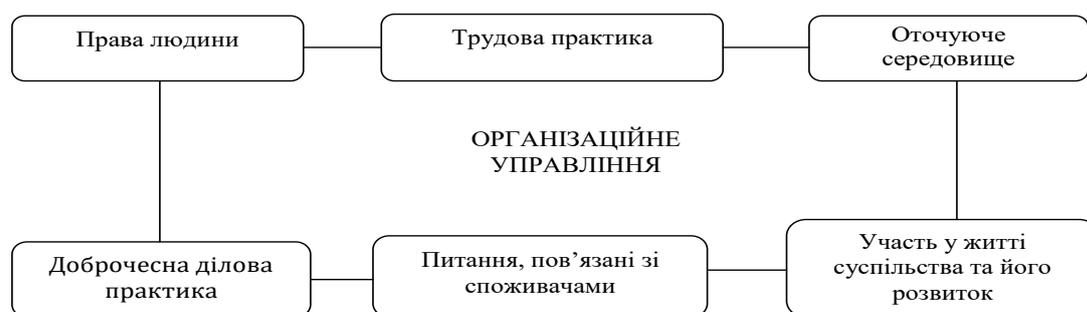 Права людини
Трудова практика
Оточуюче
середовище
ОРГАНІЗАЦІЙНЕ
УПРАВЛІННЯ
Доброчесна ділова
практика
Питання, пов’язані зі
споживачами
Участь у житті
суспільства та його
розвиток